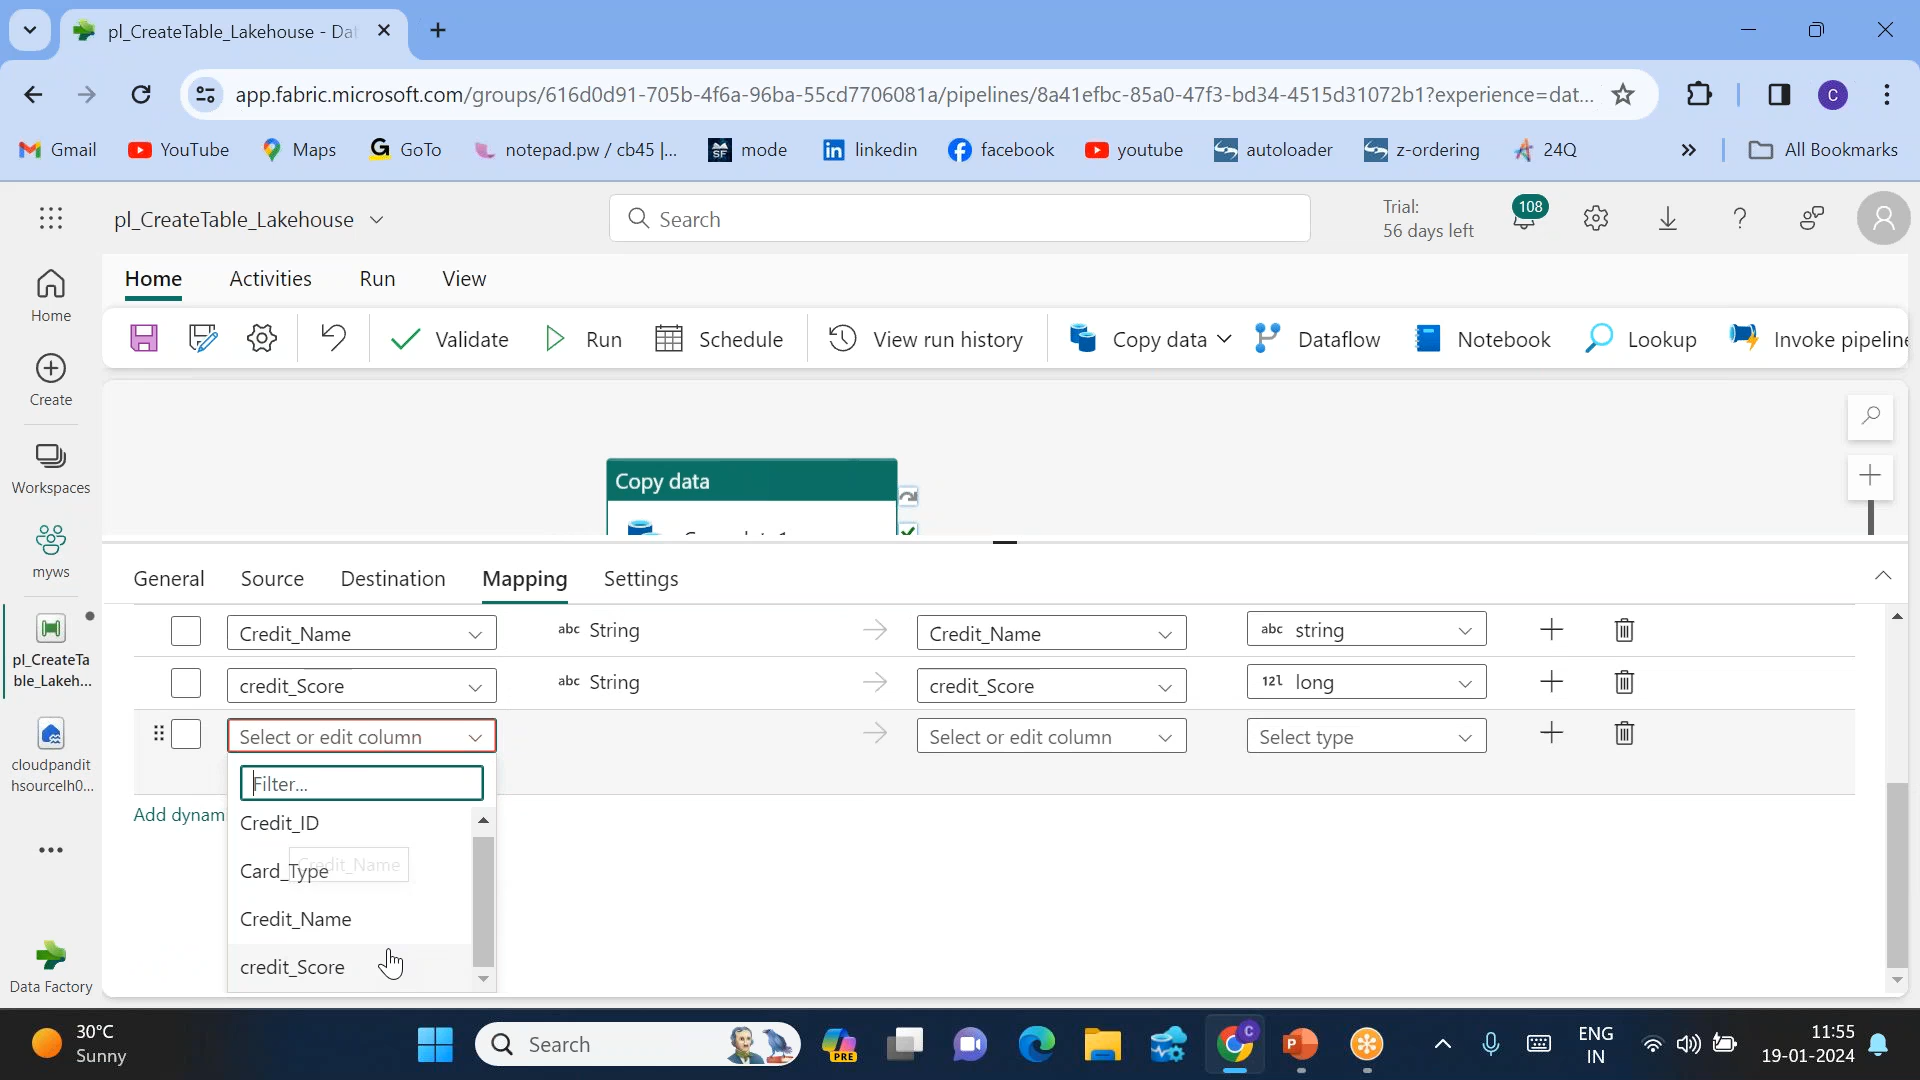 pl_CreateTable_Lakehouse - Dat
app.fabric.microsoft.com/groups/616d0d91-705b-4f6a-96ba-55cd7706081a/pipelines/8a41efbc-85a0-47f3-bd34-4515d31072b1?experience=dat...
C
Gmail
YouTube
Maps
GoTo
notepad.pw / cb45 |...
mode
linkedin
facebook
youtube
autoloader
z-ordering
24Q
All Bookmarks
pl_CreateTable_Lakehouse
Search
Trial:
56 days left
108
Home
Activities
Run
View
Validate
Run
Schedule
View run history
Copy data
Dataflow
Notebook
Lookup
Invoke pipeline
Home
Create
Workspaces
myws
pl_CreateTa
ble_Lakeh...
cloudpandit
hsourcelh0...
Data Factory
Copy data
General
Source
Destination
Mapping
Settings
Credit_Name
abc String
Credit_Name
abc string
credit_Score
abc String
credit_Score
12l long
Select or edit column
Select or edit column
Select type
Filter...
Add dynam
Credit_ID
Card_Type
Credit_Name
Credit_Name
credit_Score
30°C
Sunny
Search
PRE
C
ENG
IN
11:55
19-01-2024